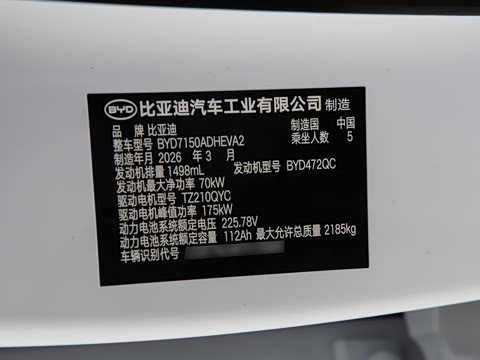 BYD 比亚迪汽车工业有限公司 制造
品 牌 比亚迪 制造国 中国
整车型号 BYD7150ADHEVA2 乘坐人数 5
制造年月 2026 年 3 月
发动机排量 1498mL 发动机型号 BYD472QC
发动机最大净功率 70kW
驱动电机型号 TZ210QYC
驱动电机峰值功率 175kW
动力电池系统额定电压 225.78V
动力电池系统额定容量 112Ah 最大允许总质量 2185kg
车辆识别代号